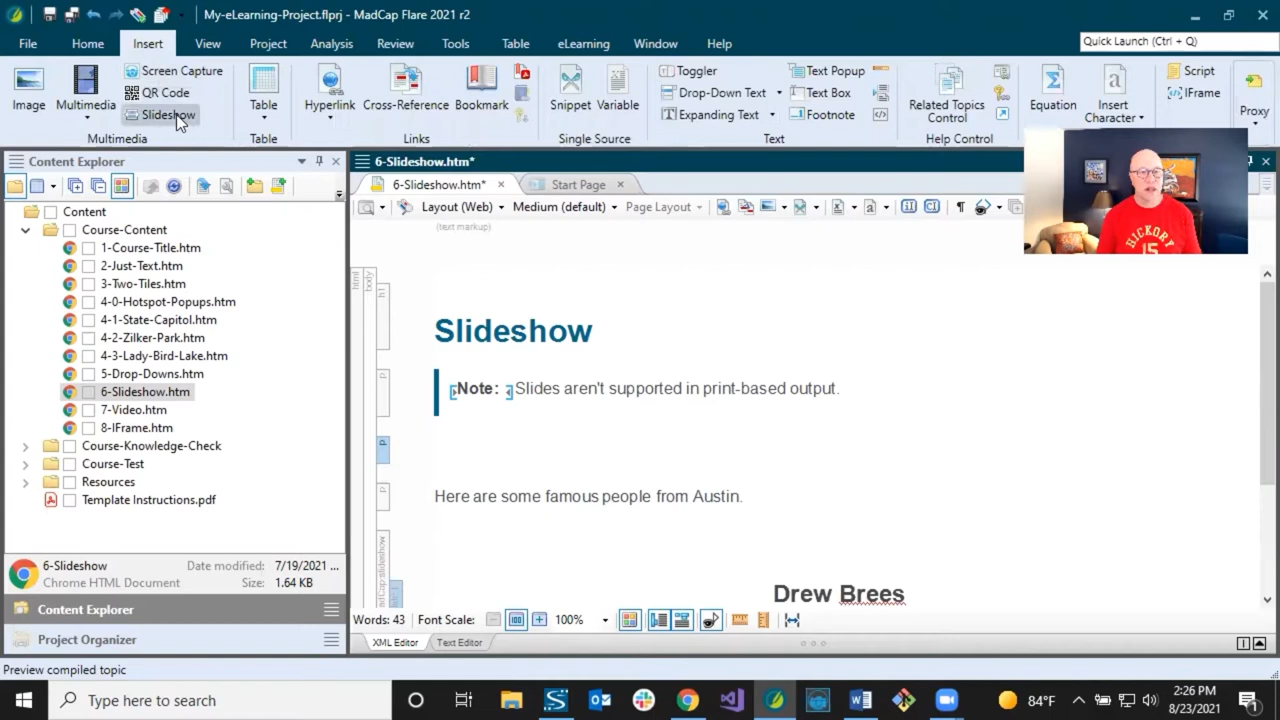 My-eLearning-Project.flprj - MadCap Flare 2021 r2
File Home Insert View Project Analysis Review Tools Table eLearning Window Help
Quick Launch (Ctrl + Q)
Image
Multimedia
Screen Capture
QR Code
Slideshow
Multimedia
Table
Table
Hyperlink
Cross-Reference
Bookmark
Links
Snippet
Variable
Single Source
Toggler
Drop-Down Text
Expanding Text
Text Popup
Text Box
Footnote
Text
Related Topics
Control
Help Control
Equation
Insert
Character
Script
IFrame
Proxy
Content Explorer
Content
Course-Content
1-Course-Title.htm
2-Just-Text.htm
3-Two-Tiles.htm
4-0-Hotspot-Popups.htm
4-1-State-Capitol.htm
4-2-Zilker-Park.htm
4-3-Lady-Bird-Lake.htm
5-Drop-Downs.htm
6-Slideshow.htm
7-Video.htm
8-IFrame.htm
Course-Knowledge-Check
Course-Test
Resources
Template Instructions.pdf
6-Slideshow Date modified: 7/19/2021
Chrome HTML Document Size: 1.64 KB
Content Explorer
Project Organizer
6-Slideshow.htm*
6-Slideshow.htm* Start Page
Layout (Web) Medium (default) Page Layout
(text markup)
html
body
h1
p
p
p
Slideshow
Note: Slides aren't supported in print-based output.
Here are some famous people from Austin.
Drew Brees
Words: 43 Font Scale: 100%
XML Editor Text Editor
HICKORY
15
Preview compiled topic
Type here to search
84°F
2:26 PM
8/23/2021
1